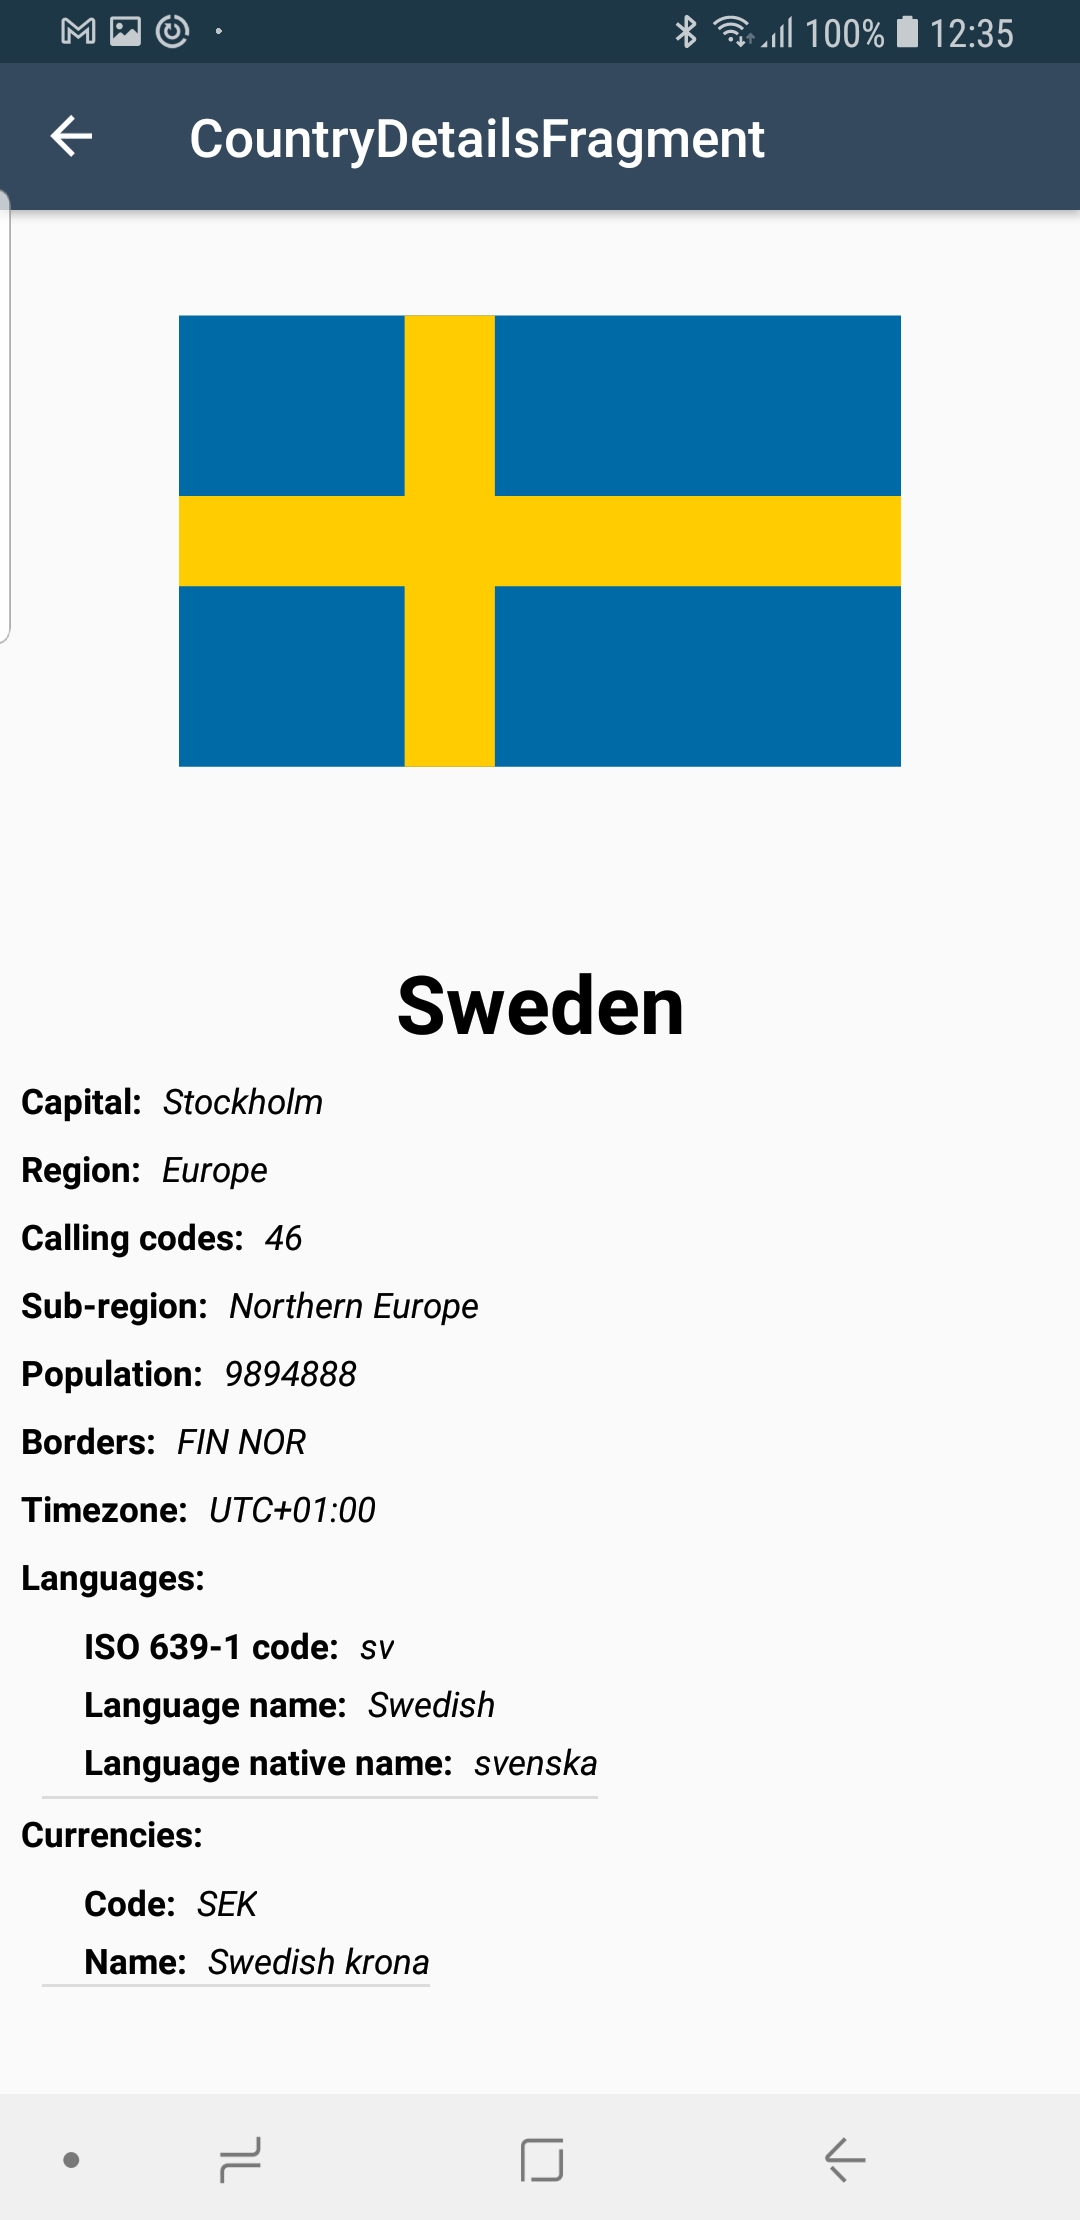 100% 12:35
CountryDetailsFragment
Sweden
Capital: Stockholm
Region: Europe
Calling codes: 46
Sub-region: Northern Europe
Population: 9894888
Borders: FIN NOR
Timezone: UTC+01:00
Languages:
ISO 639-1 code: sv
Language name: Swedish
Language native name: svenska
Currencies:
Code: SEK
Name: Swedish krona